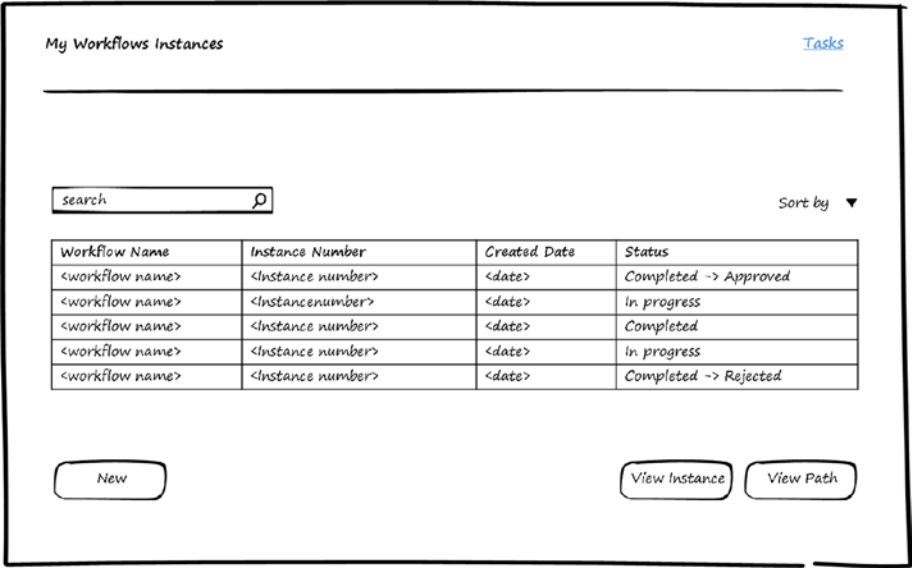 My Workflows Instances Tasks
search
Sort by
Workflow Name Instance Number Created Date Status
<workflow name> <Instance number> <date> Completed -> Approved
<workflow name> <Instancenumber> <date> In progress
<workflow name> <Instance number> <date> Completed
<workflow name> <Instance number> <date> In progress
<workflow name> <Instance number> <date> Completed -> Rejected
New View Instance View Path